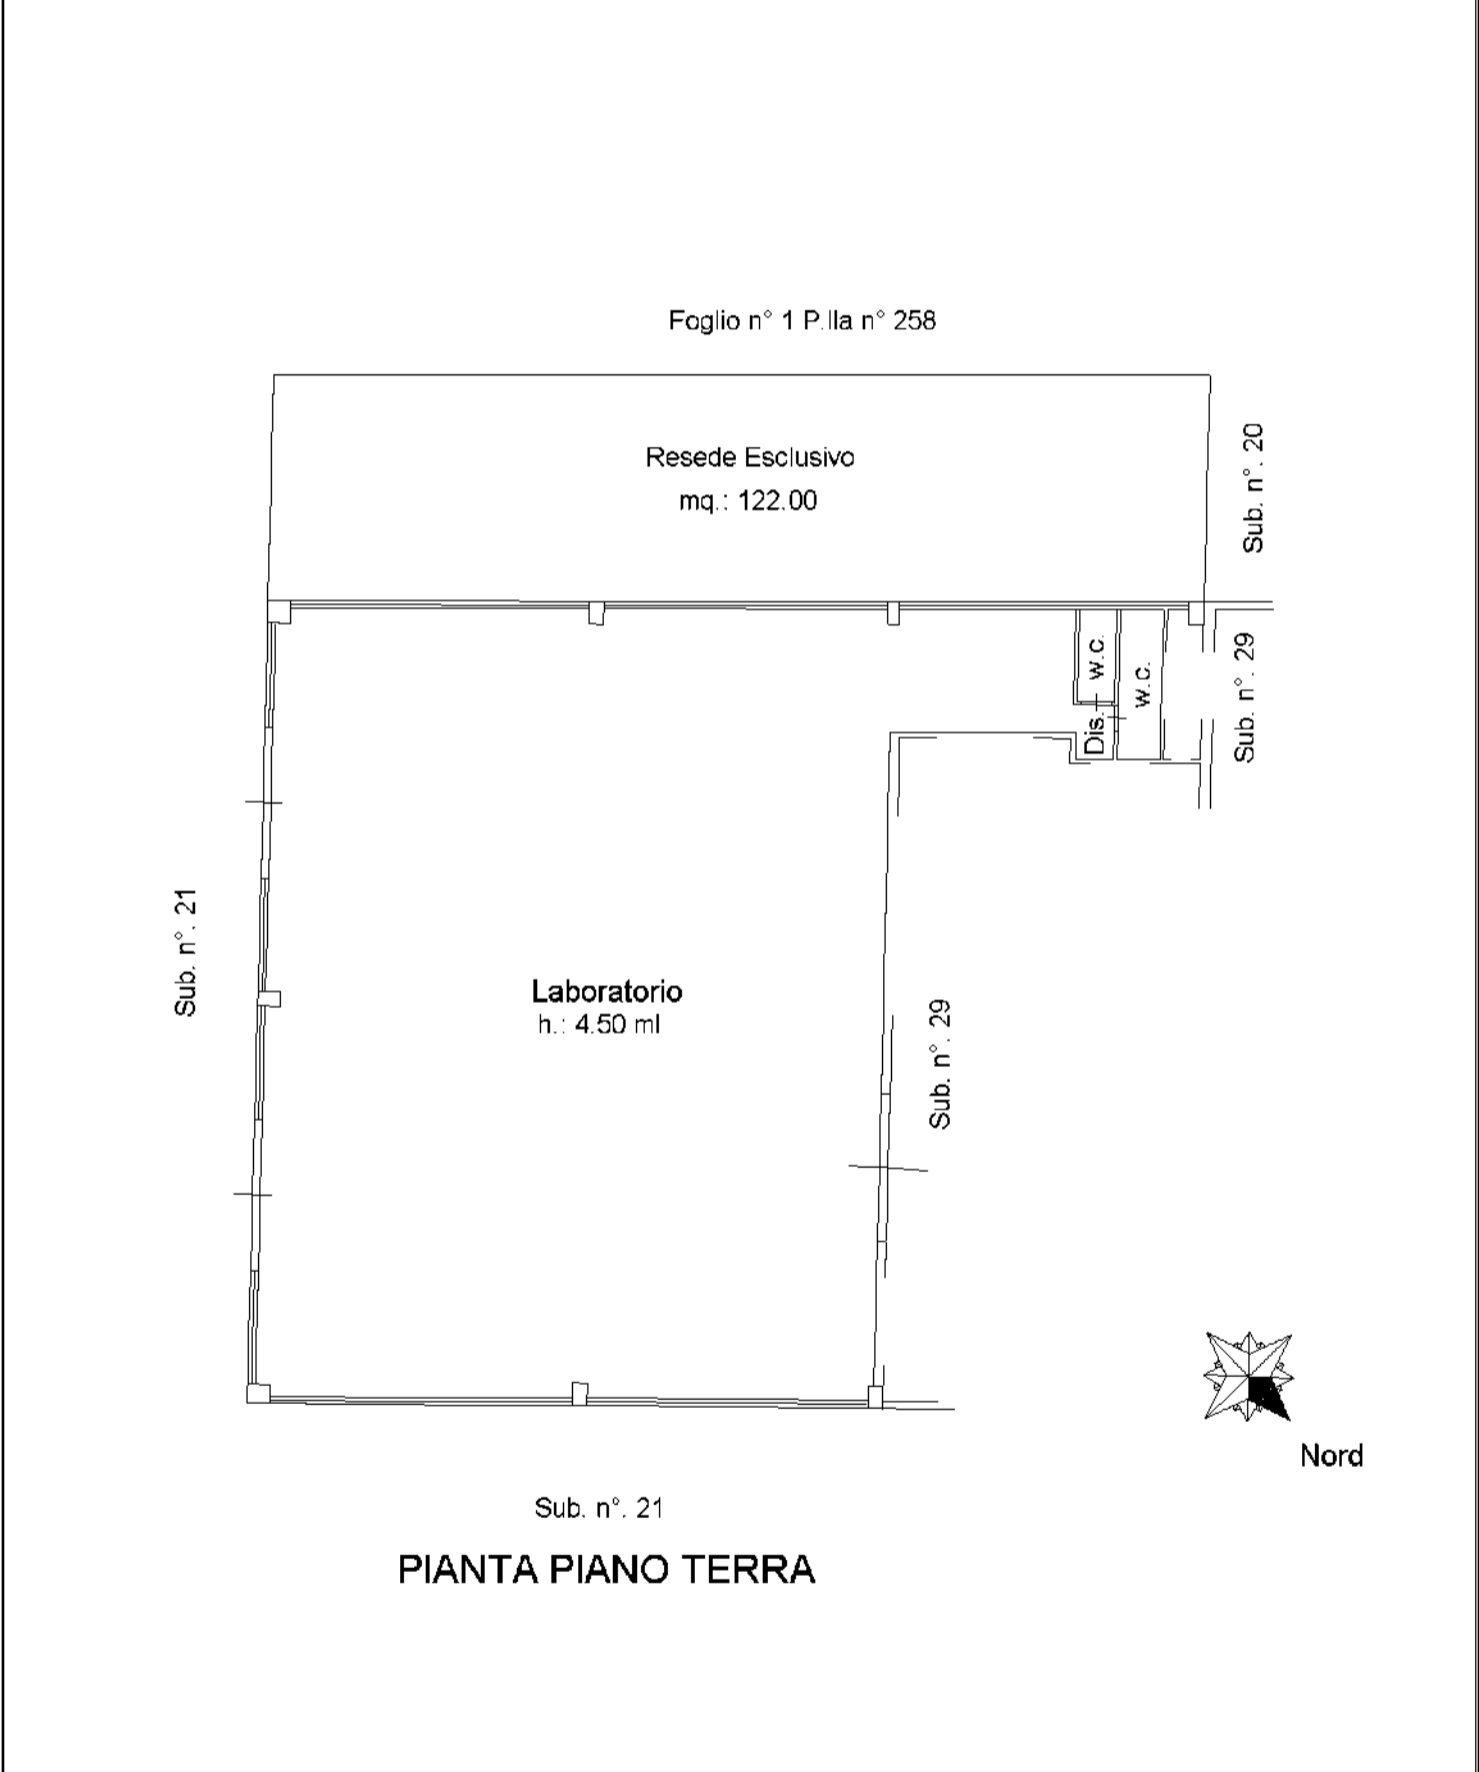 Foglio n° 1 P.lla n° 258
Resede Esclusivo
mq.: 122.00
Sub. n°. 20
Sub. n°. 29
w.c.
w.c.
Dis.
Sub. n°. 21
Laboratorio
h.: 4.50 ml
Sub. n°. 29
Nord
Sub. n°. 21
PIANTA PIANO TERRA